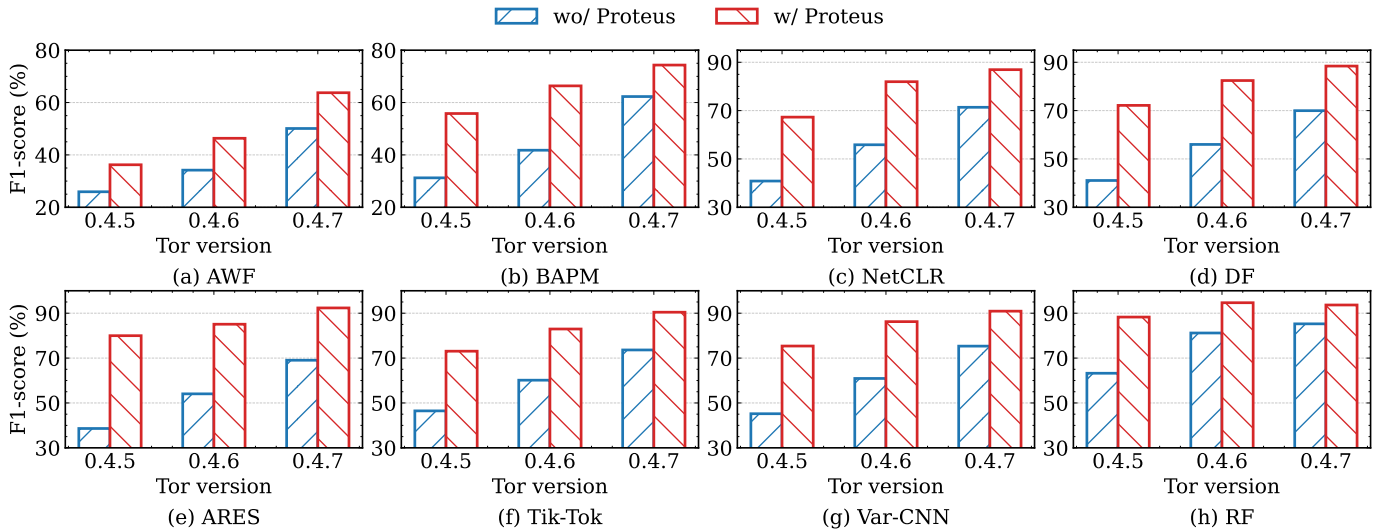 wo/ Proteus w/ Proteus
F1-score (%)
80
60
40
20
0.4.5 0.4.6 0.4.7
Tor version
(a) AWF
80
60
40
20
0.4.5 0.4.6 0.4.7
Tor version
(b) BAPM
90
70
50
30
0.4.5 0.4.6 0.4.7
Tor version
(c) NetCLR
90
70
50
30
0.4.5 0.4.6 0.4.7
Tor version
(d) DF
F1-score (%)
90
70
50
30
0.4.5 0.4.6 0.4.7
Tor version
(e) ARES
90
70
50
30
0.4.5 0.4.6 0.4.7
Tor version
(f) Tik-Tok
90
70
50
30
0.4.5 0.4.6 0.4.7
Tor version
(g) Var-CNN
90
70
50
30
0.4.5 0.4.6 0.4.7
Tor version
(h) RF